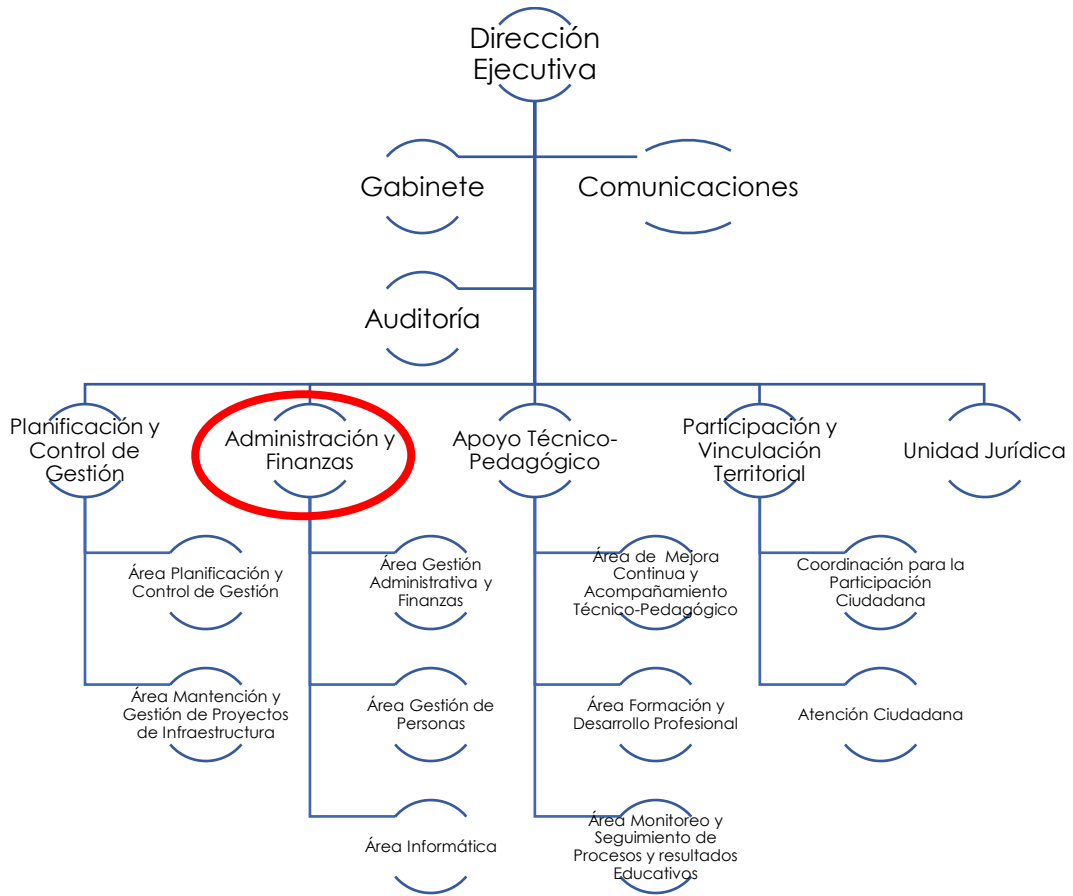 Dirección
Ejecutiva
Gabinete
Comunicaciones
Auditoría
Planificación y
Control de
Gestión
Administración y
Finanzas
Apoyo Técnico-
Pedagógico
Participación y
Vinculación
Territorial
Unidad Jurídica
Área Planificación y
Control de Gestión
Área Gestión
Administrativa y
Finanzas
Área de Mejora
Continua y
Acompañamiento
Técnico-Pedagógico
Coordinación para la
Participación
Ciudadana
Área Mantención y
Gestión de Proyectos
de Infraestructura
Área Gestión de
Personas
Área Formación y
Desarrollo Profesional
Atención Ciudadana
Área Informática
Área Monitoreo y
Seguimiento de
Procesos y resultados
Educativos